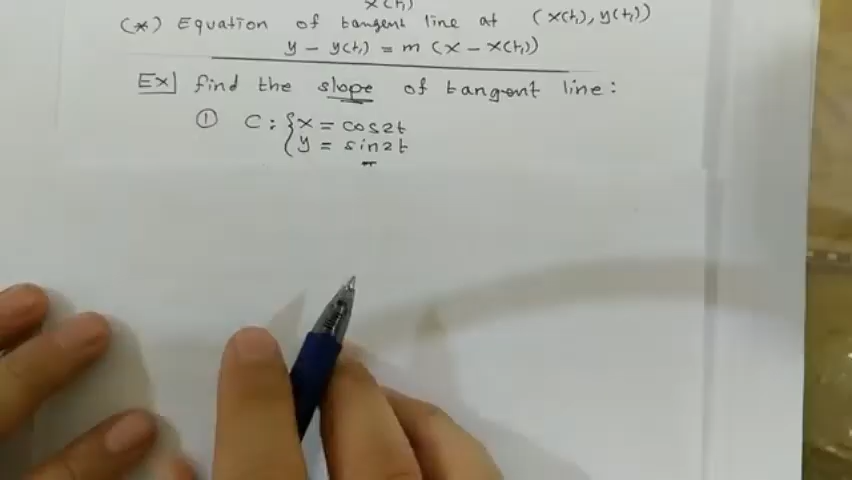 x(t₁)
(*) Equation of tangent line at (x(t₁), y(t₁))
y - y(t₁) = m (x - x(t₁))
Ex] find the slope of tangent line:
① C: { x = cos2t
y = sin2t